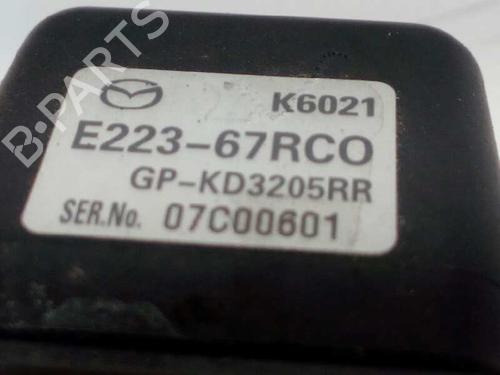 B-PARTS
K6021
E223-67RCO
GP-KD3205RR
SER.No. 07C00601